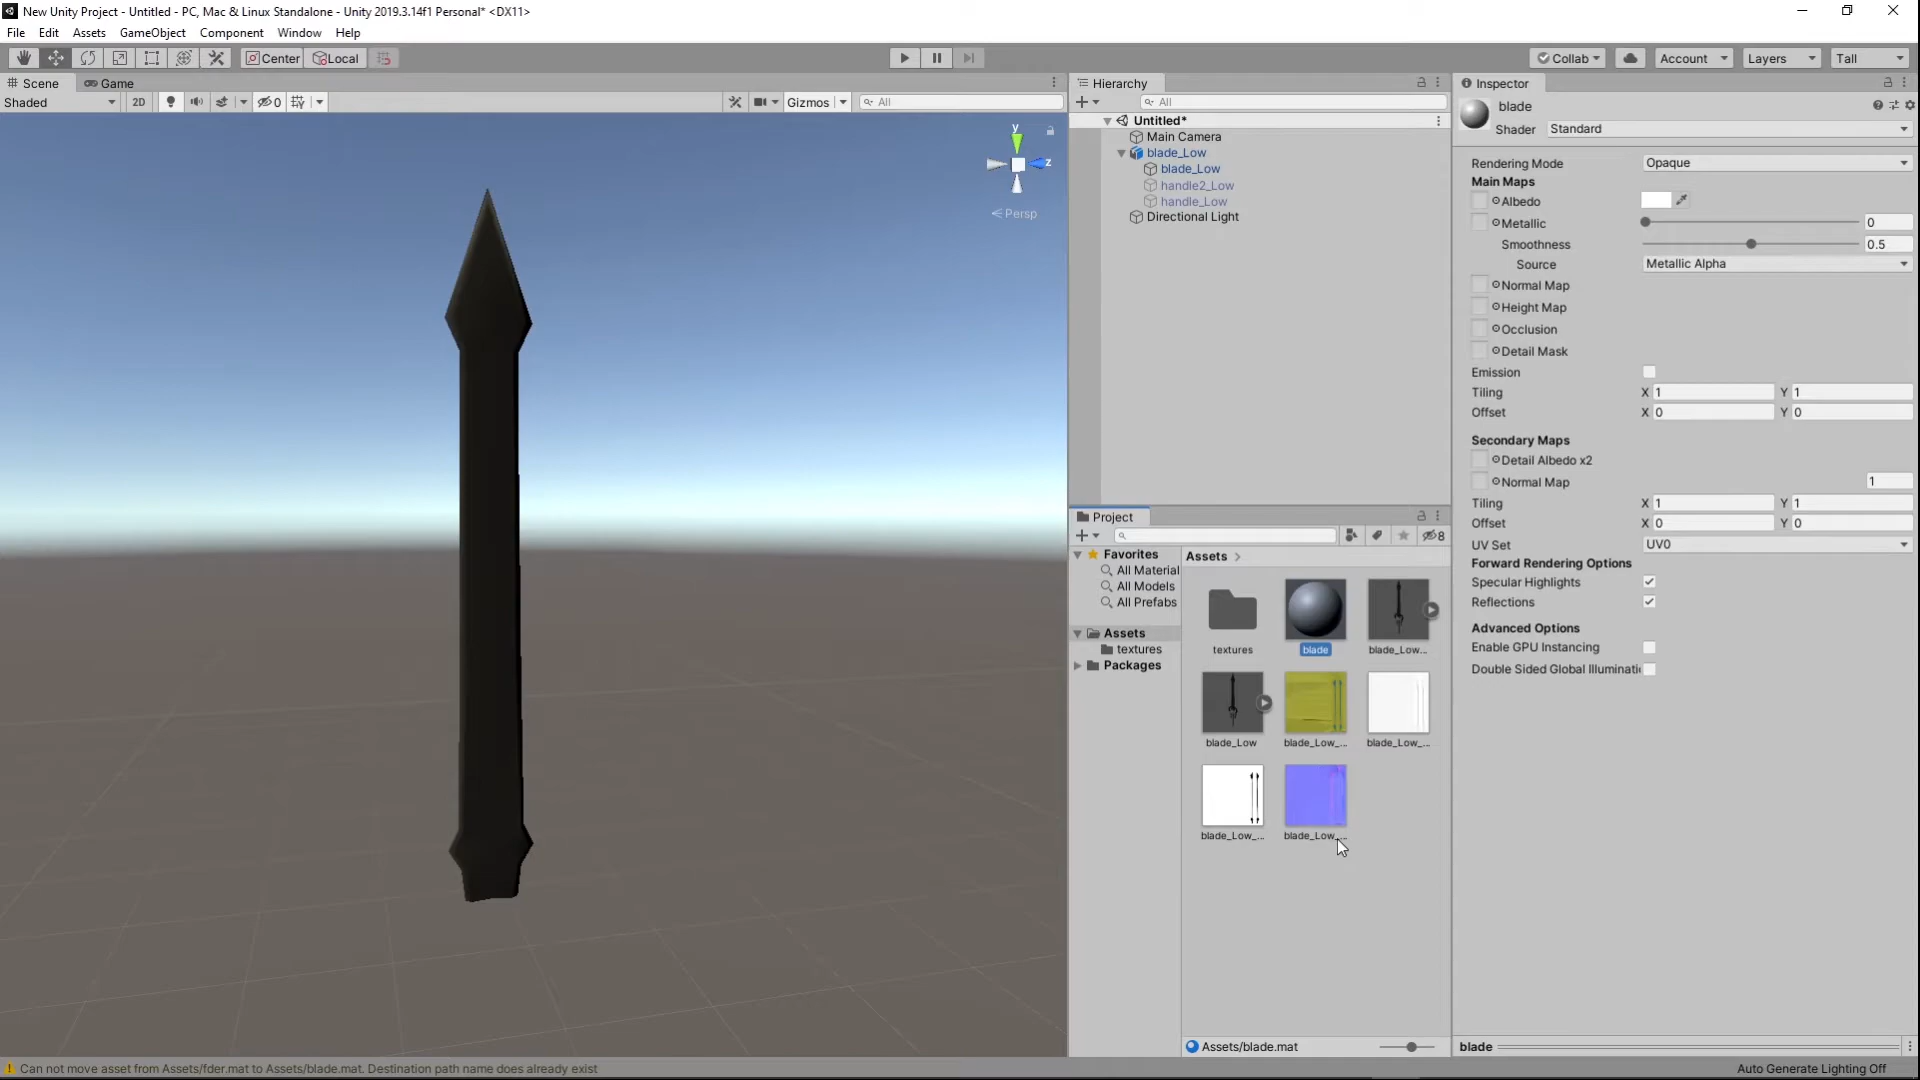 New Unity Project - Untitled - PC, Mac & Linux Standalone - Unity 2019.3.14f1 Personal* <DX11>
File Edit Assets GameObject Component Window Help
Center Local Collab Account Layers Tall
Scene Game
Shaded 2D 0 Gizmos All
y
z
Persp
Hierarchy
All
Untitled*
Main Camera
blade_Low
blade_Low
handle2_Low
handle_Low
Directional Light
Project
8
Favorites
All Material
All Models
All Prefabs
Assets
textures
Packages
Assets
textures
blade
blade_Low...
blade_Low
blade_Low_...
blade_Low_...
blade_Low_...
blade_Low_...
Assets/blade.mat
Inspector
blade
Shader Standard
Rendering Mode Opaque
Main Maps
Albedo
Metallic 0
Smoothness 0.5
Source Metallic Alpha
Normal Map
Height Map
Occlusion
Detail Mask
Emission
Tiling X 1 Y 1
Offset X 0 Y 0
Secondary Maps
Detail Albedo x2
Normal Map 1
Tiling X 1 Y 1
Offset X 0 Y 0
UV Set UV0
Forward Rendering Options
Specular Highlights
Reflections
Advanced Options
Enable GPU Instancing
Double Sided Global Illuminati
blade
Can not move asset from Assets/fder.mat to Assets/blade.mat. Destination path name does already exist
Auto Generate Lighting Off